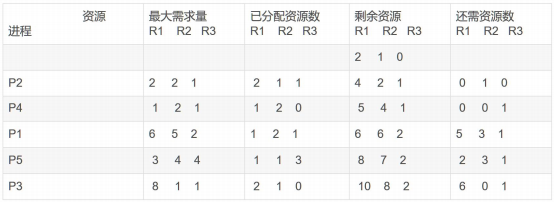 资源 最大需求量 已分配资源数 剩余资源 还需资源数
进程 R1 R2 R3 R1 R2 R3 R1 R2 R3 R1 R2 R3
2 1 0
P2 2 2 1 2 1 1 4 2 1 0 1 0
P4 1 2 1 1 2 0 5 4 1 0 0 1
P1 6 5 2 1 2 1 6 6 2 5 3 1
P5 3 4 4 1 1 3 8 7 2 2 3 1
P3 8 1 1 2 1 0 10 8 2 6 0 1